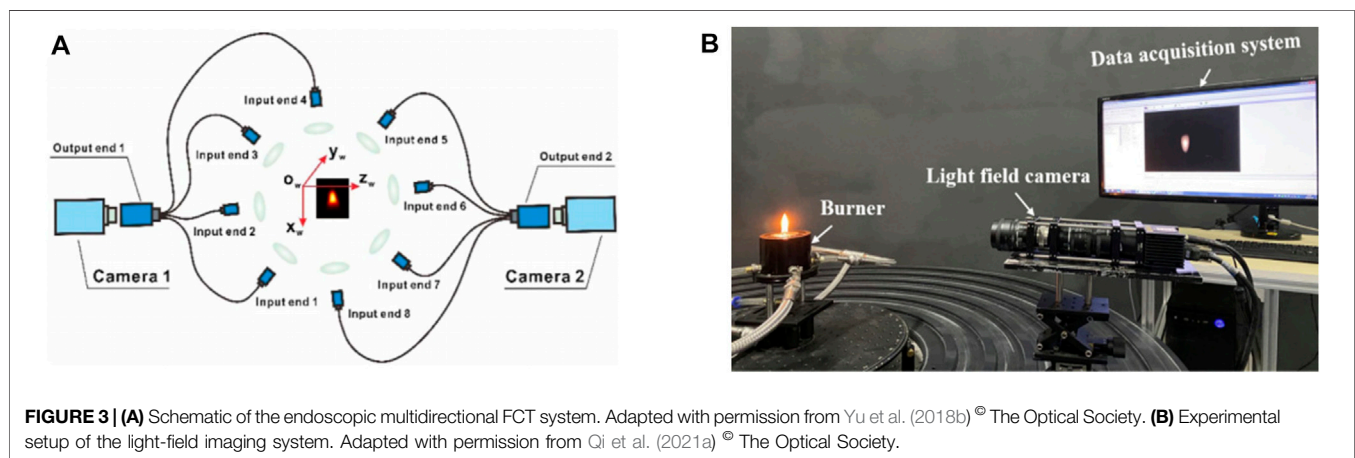 A
Input end 4
Input end 5
Output end 1
Input end 3
y_w
Output end 2
o_w
z_w
Input end 6
Input end 2
x_w
Camera 1
Input end 1
Input end 7
Camera 2
Input end 8
B
Data acquisition system
Light field camera
Burner
FIGURE 3 | (A) Schematic of the endoscopic multidirectional FCT system. Adapted with permission from Yu et al. (2018b) © The Optical Society. (B) Experimental
setup of the light-field imaging system. Adapted with permission from Qi et al. (2021a) © The Optical Society.